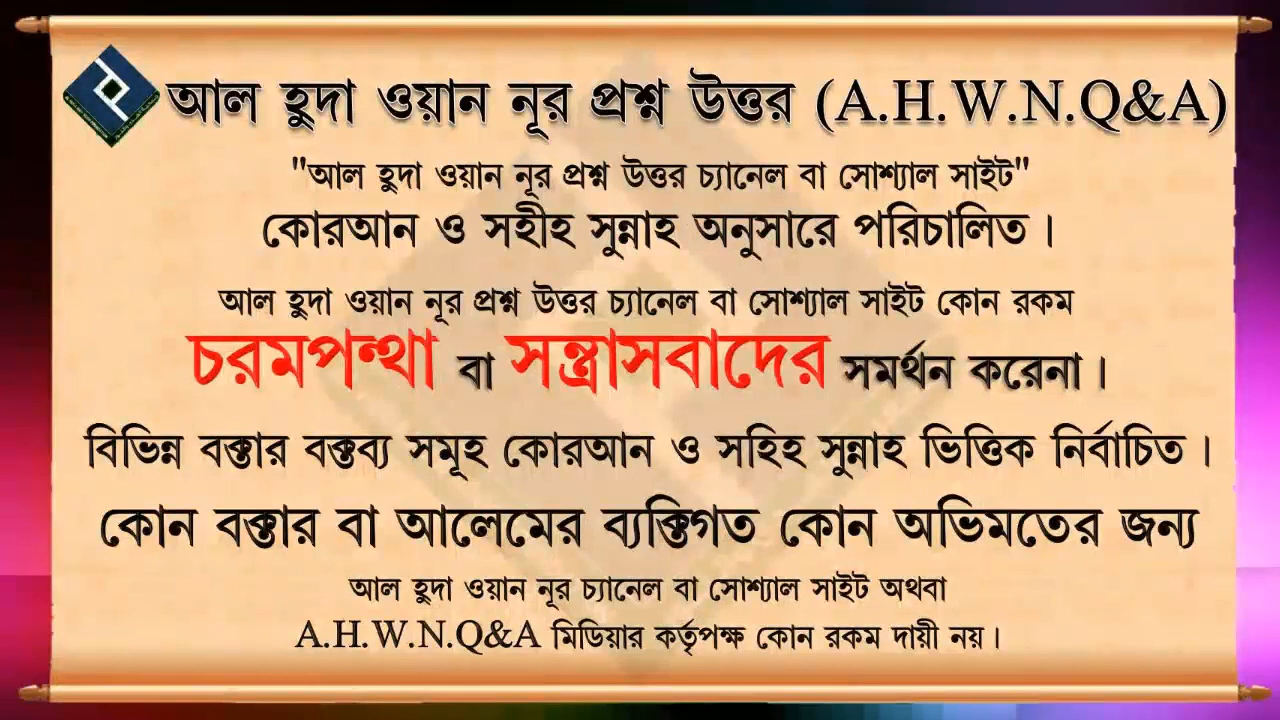 আল হুদা ওয়ান নূর প্রশ্ন উত্তর (A.H.W.N.Q&A)
"আল হুদা ওয়ান নূর প্রশ্ন উত্তর চ্যানেল বা সোশ্যাল সাইট"
কোরআন ও সহীহ সুন্নাহ অনুসারে পরিচালিত।
আল হুদা ওয়ান নূর প্রশ্ন উত্তর চ্যানেল বা সোশ্যাল সাইট কোন রকম
চরমপন্থা বা সন্ত্রাসবাদের সমর্থন করেনা।
বিভিন্ন বক্তার বক্তব্য সমূহ কোরআন ও সহিহ সুন্নাহ ভিত্তিক নির্বাচিত।
কোন বক্তার বা আলেমের ব্যক্তিগত কোন অভিমতের জন্য
আল হুদা ওয়ান নূর চ্যানেল বা সোশ্যাল সাইট অথবা
A.H.W.N.Q&A মিডিয়ার কর্তৃপক্ষ কোন রকম দায়ী নয়।